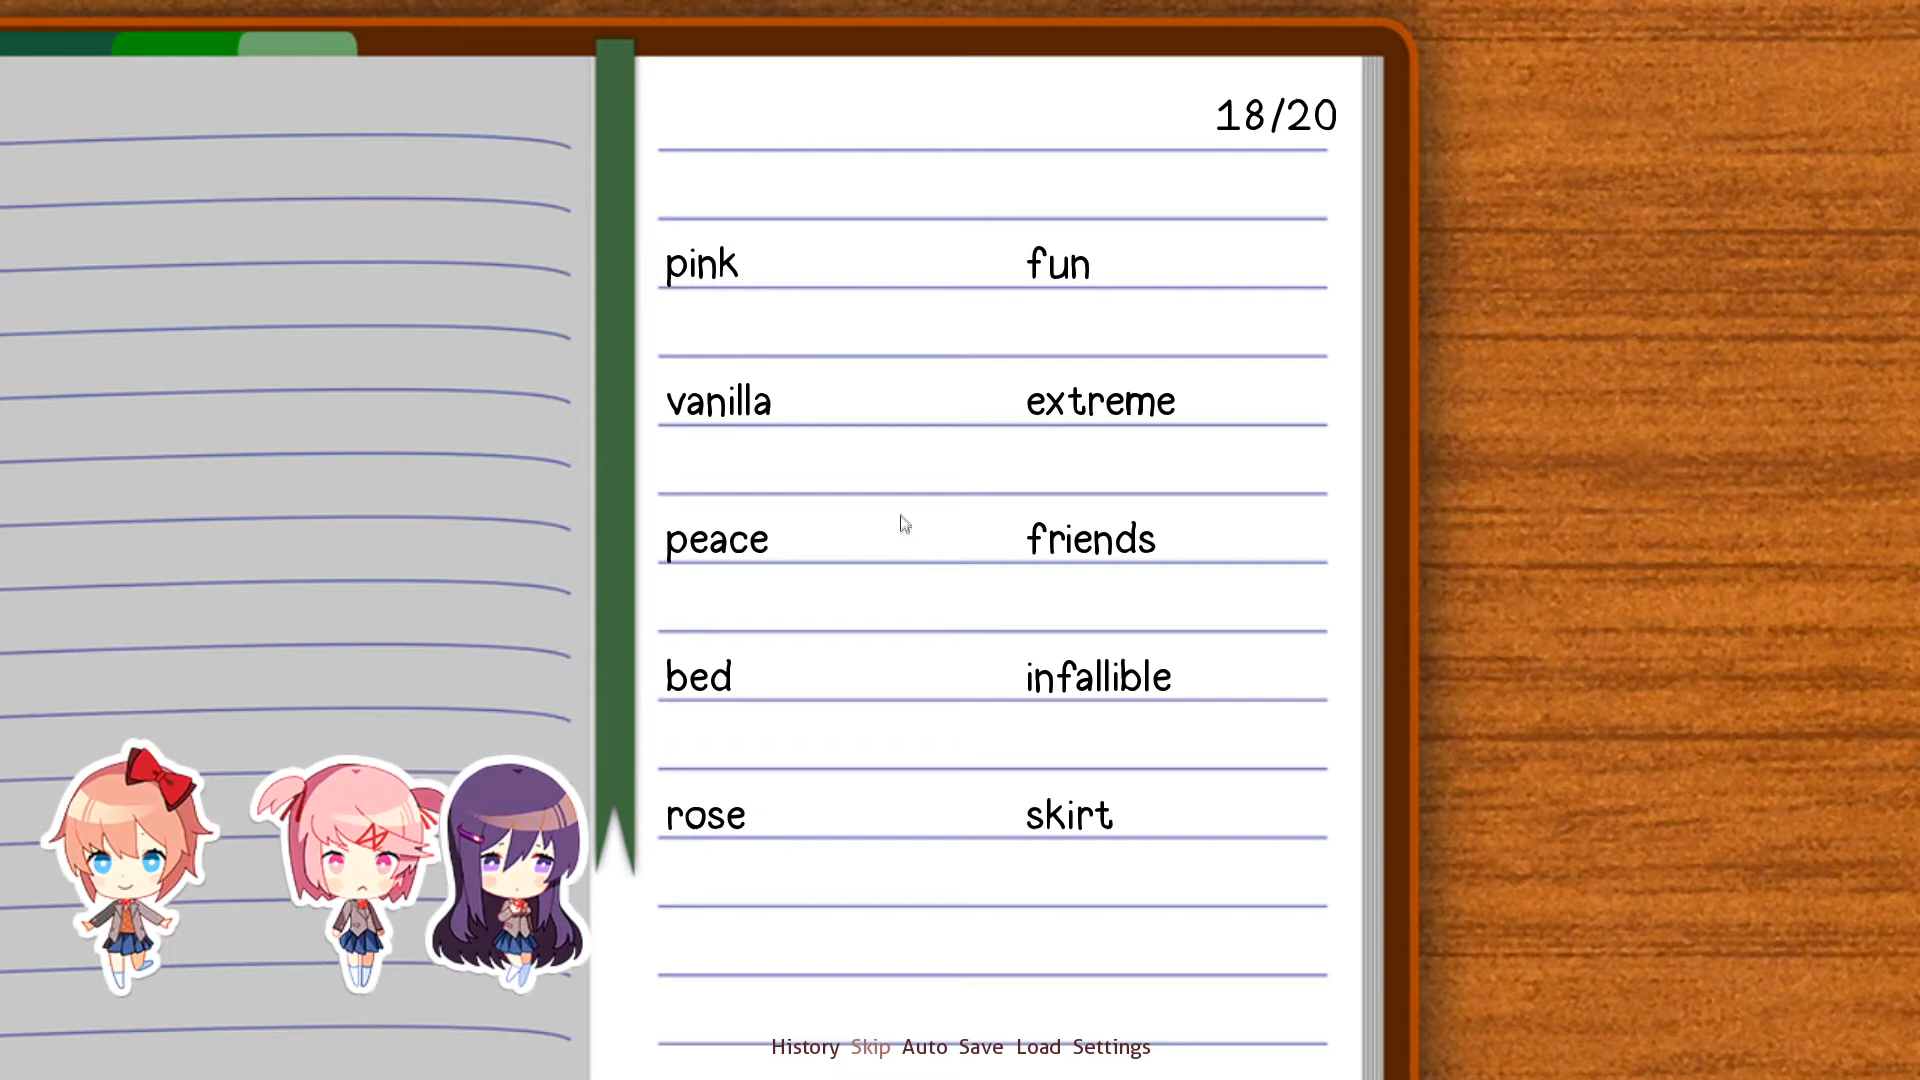 18/20
pink fun
vanilla extreme
peace friends
bed infallible
rose skirt
History Skip Auto Save Load Settings